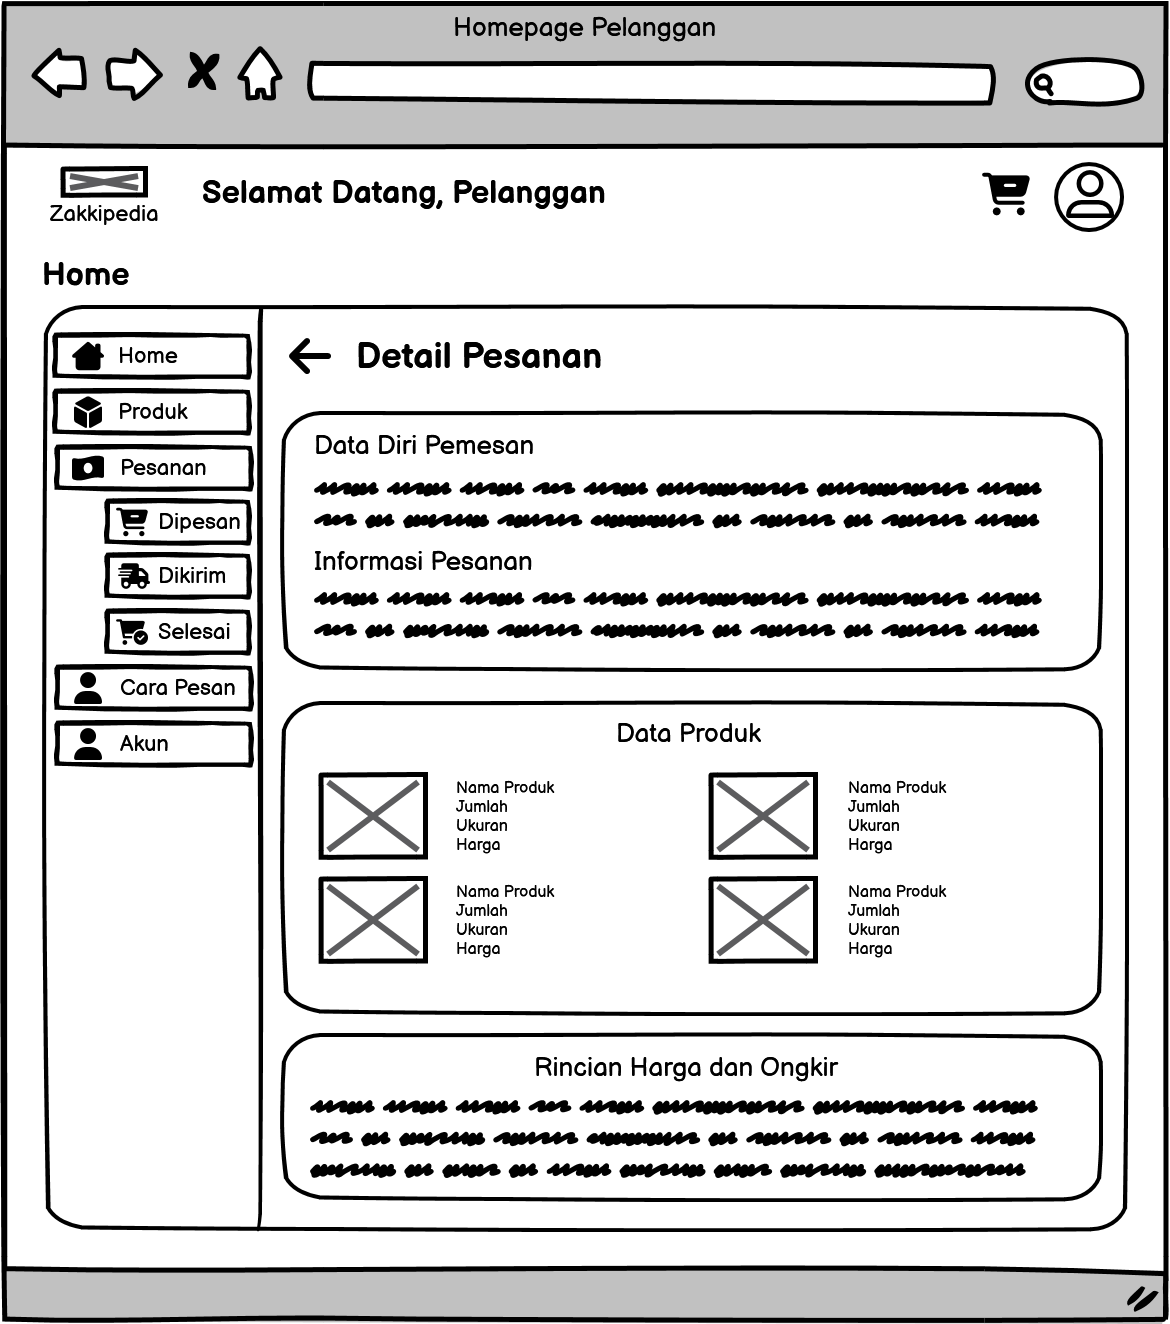 Homepage Pelanggan
Zakkipedia
Selamat Datang, Pelanggan
Home
Home
Produk
Pesanan
Dipesan
Dikirim
Selesai
Cara Pesan
Akun
Detail Pesanan
Data Diri Pemesan
Informasi Pesanan
Data Produk
Nama Produk
Jumlah
Ukuran
Harga
Nama Produk
Jumlah
Ukuran
Harga
Nama Produk
Jumlah
Ukuran
Harga
Nama Produk
Jumlah
Ukuran
Harga
Rincian Harga dan Ongkir